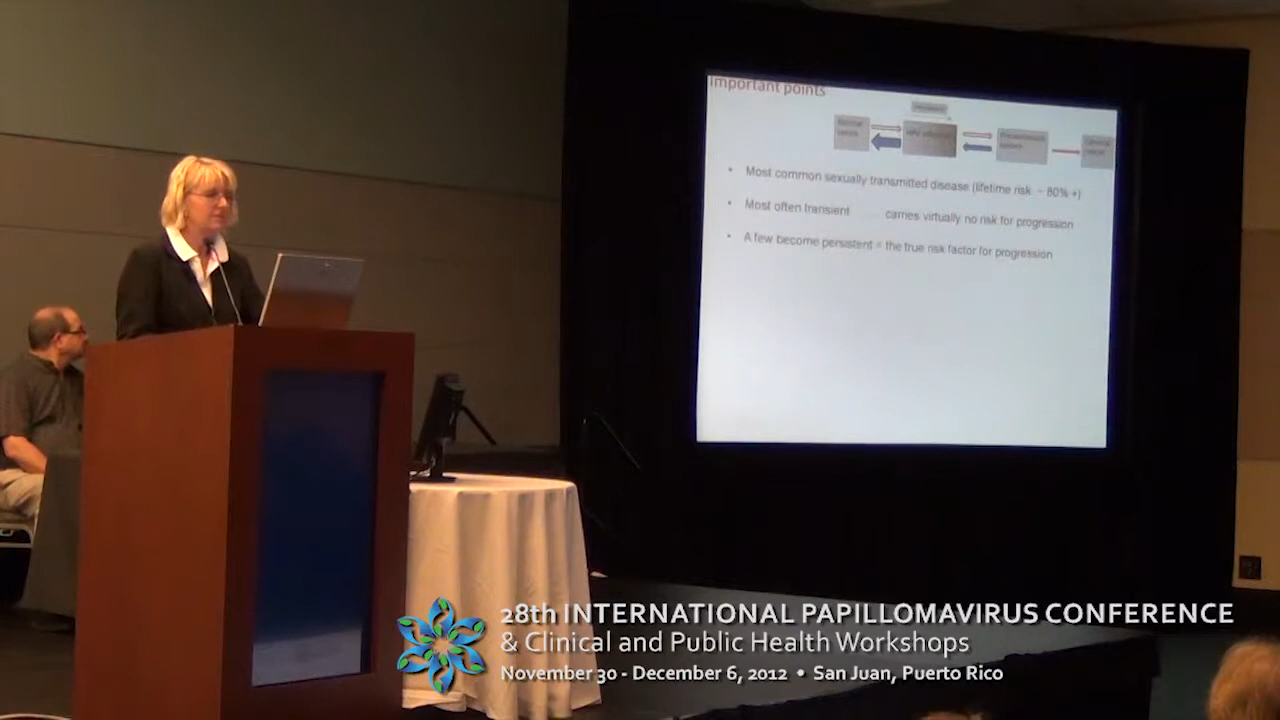 Important points
• Most common sexually transmitted disease (lifetime risk ~ 80% +)
• Most often transient carries virtually no risk for progression
• A few become persistent = the true risk factor for progression
28th INTERNATIONAL PAPILLOMAVIRUS CONFERENCE
& Clinical and Public Health Workshops
November 30 - December 6, 2012 • San Juan, Puerto Rico